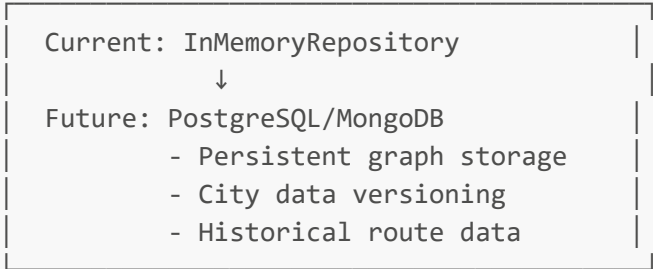 Current: InMemoryRepository
↓
Future: PostgreSQL/MongoDB
- Persistent graph storage
- City data versioning
- Historical route data